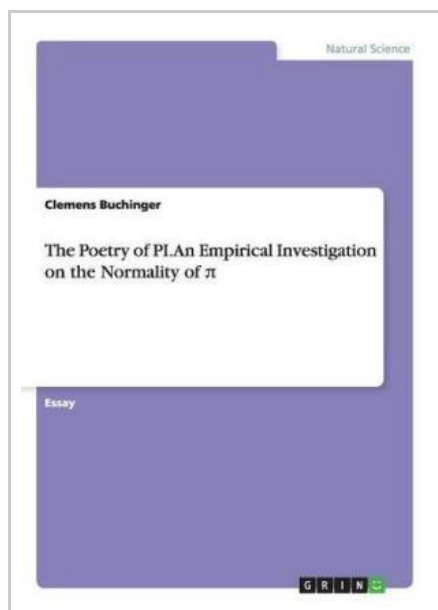 Natural Science
Clemens Buchinger
The Poetry of PI.An Empirical Investigation
on the Normality of π
Essay
GRIN